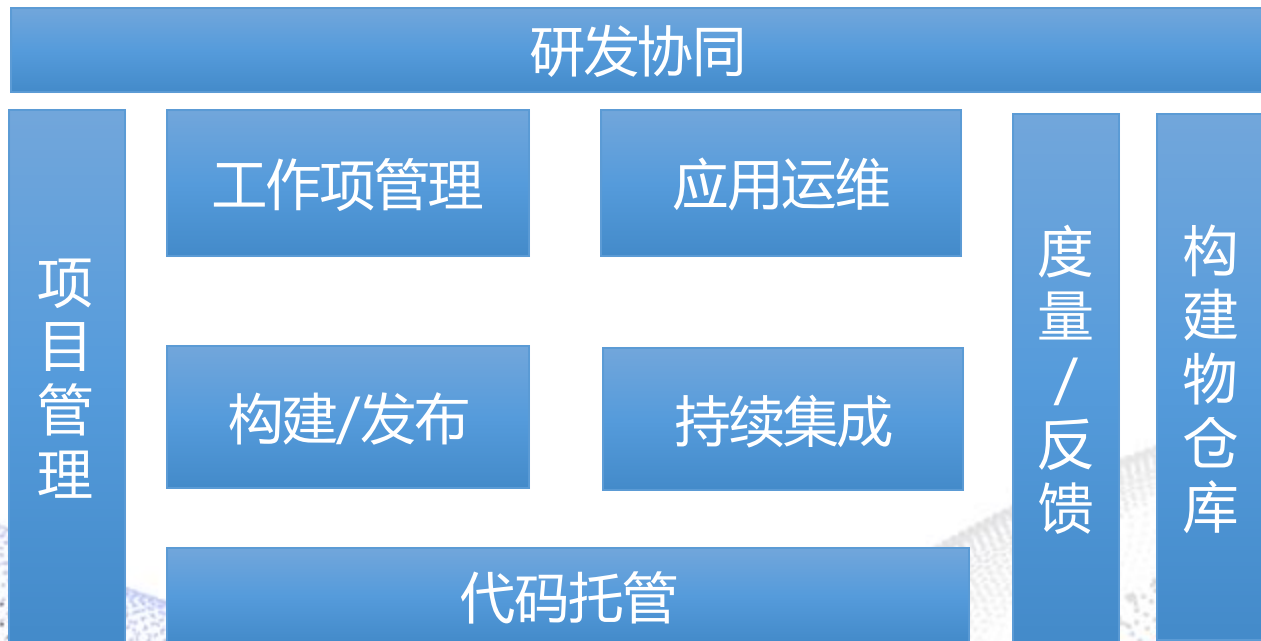 研发协同
项目管理
工作项管理
应用运维
构建/发布
持续集成
代码托管
度量/反馈
构建物仓库